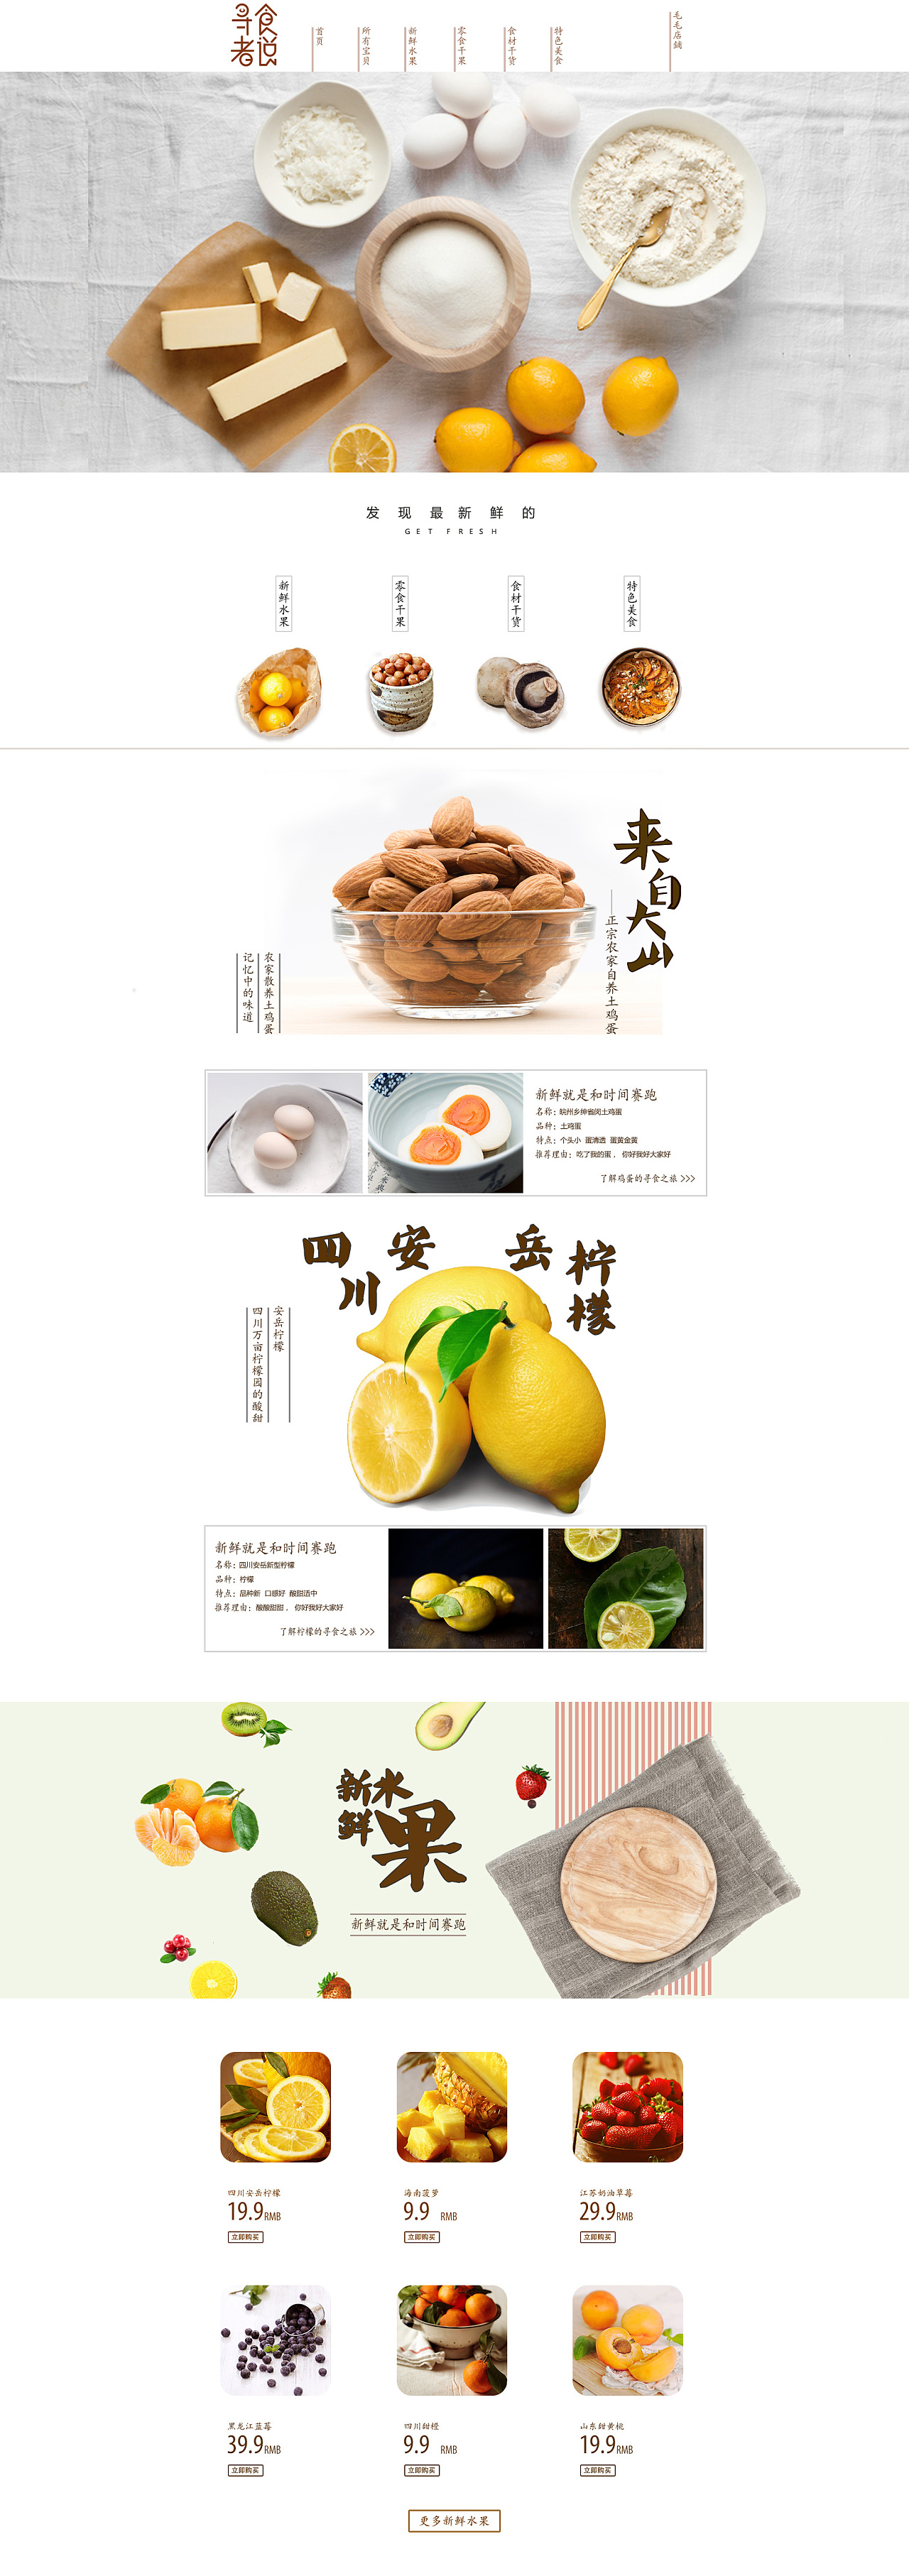 寻食者说
首页
所有宝贝
新鲜水果
零食干果
食材干货
特色美食
毛毛店铺
发现最新鲜的
GET FRESH
新鲜水果
零食干果
食材干货
特色美食
来自大山
——正宗农家自养土鸡蛋
农家散养土鸡蛋
记忆中的味道
新鲜就是和时间赛跑
品种：土鸡蛋
特点：个头小 蛋清透 蛋黄金黄
推荐理由：吃了我的蛋，你好我好大家好
了解鸡蛋的寻食之旅 >>>
四川安岳柠檬
安岳柠檬
四川万亩柠檬园的酸甜
新鲜就是和时间赛跑
名称：四川安岳新型柠檬
品种：柠檬
特点：品种新 口感好 酸甜适中
推荐理由：酸酸甜甜，你好我好大家好
了解柠檬的寻食之旅 >>>
新鲜水果
新鲜就是和时间赛跑
四川安岳柠檬
19.9RMB
立即购买
海南菠萝
9.9 RMB
立即购买
江苏奶油草莓
29.9RMB
立即购买
黑龙江蓝莓
39.9RMB
立即购买
四川甜橙
9.9 RMB
立即购买
山东甜黄桃
19.9RMB
立即购买
更多新鲜水果